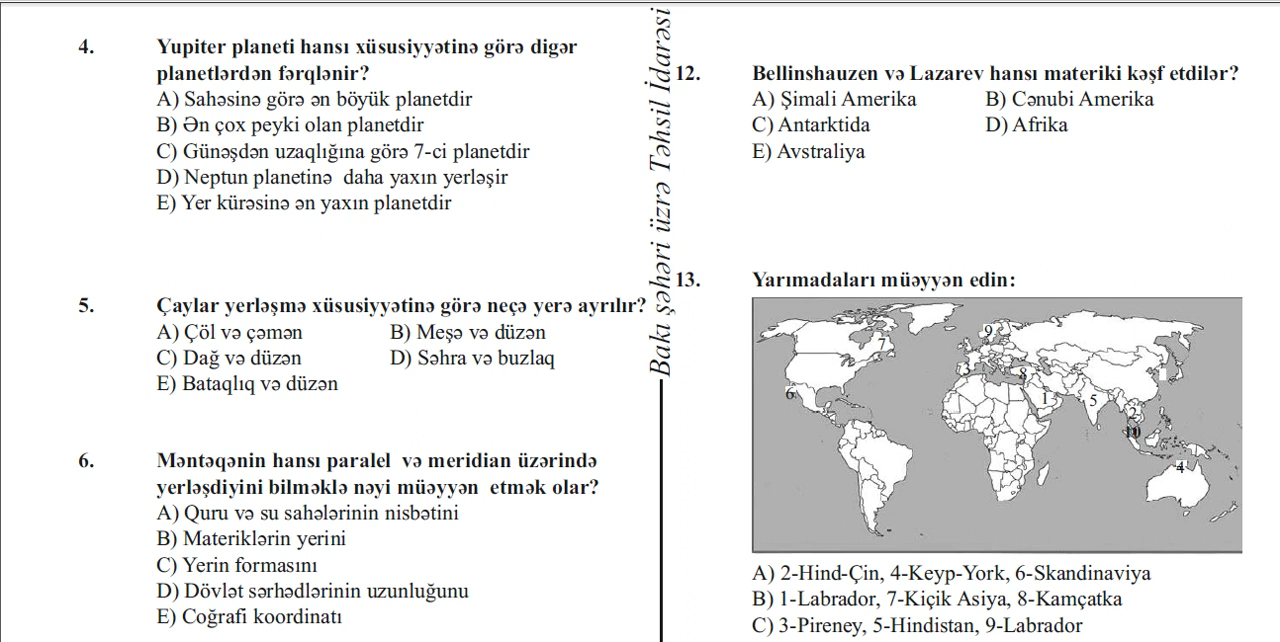 4. Yupiter planeti hansı xüsusiyyətinə görə digər
planetlərdən fərqlənir?
A) Sahəsinə görə ən böyük planetdir
B) Ən çox peyki olan planetdir
C) Günəşdən uzaqlığına görə 7-ci planetdir
D) Neptun planetinə daha yaxın yerləşir
E) Yer kürəsinə ən yaxın planetdir
5. Çaylar yerləşmə xüsusiyyətinə görə neçə yerə ayrılır?
A) Çöl və çəmən B) Meşə və düzən
C) Dağ və düzən D) Səhra və buzlaq
E) Bataqlıq və düzən
6. Məntəqənin hansı paralel və meridian üzərində
yerləşdiyini bilməklə nəyi müəyyən etmək olar?
A) Quru və su sahələrinin nisbətini
B) Materiklərin yerini
C) Yerin formasını
D) Dövlət sərhədlərinin uzunluğunu
E) Coğrafi koordinatı
Bakı şəhəri üzrə Təhsil İdarəsi
12. Bellinshauzen və Lazarev hansı materiki kəşf etdilər?
A) Şimali Amerika B) Cənubi Amerika
C) Antarktida D) Afrika
E) Avstraliya
13. Yarımadaları müəyyən edin:
9
7
3
8
6
1
5
2
10
4
A) 2-Hind-Çin, 4-Keyp-York, 6-Skandinaviya
B) 1-Labrador, 7-Kiçik Asiya, 8-Kamçatka
C) 3-Pireney, 5-Hindistan, 9-Labrador